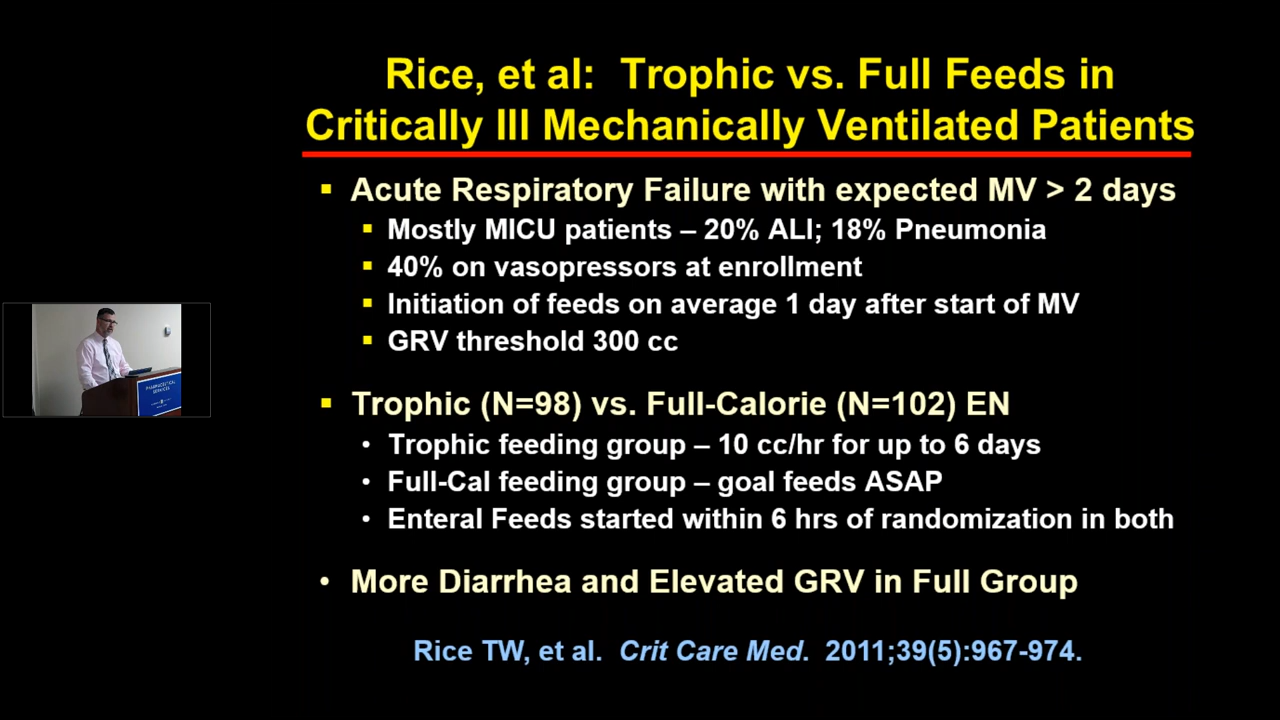 Rice, et al: Trophic vs. Full Feeds in
Critically Ill Mechanically Ventilated Patients
▪ Acute Respiratory Failure with expected MV > 2 days
▪ Mostly MICU patients – 20% ALI; 18% Pneumonia
▪ 40% on vasopressors at enrollment
▪ Initiation of feeds on average 1 day after start of MV
▪ GRV threshold 300 cc
▪ Trophic (N=98) vs. Full-Calorie (N=102) EN
• Trophic feeding group – 10 cc/hr for up to 6 days
• Full-Cal feeding group – goal feeds ASAP
• Enteral Feeds started within 6 hrs of randomization in both
• More Diarrhea and Elevated GRV in Full Group
Rice TW, et al. Crit Care Med. 2011;39(5):967-974.
PHARMACEUTICAL
SERVICES